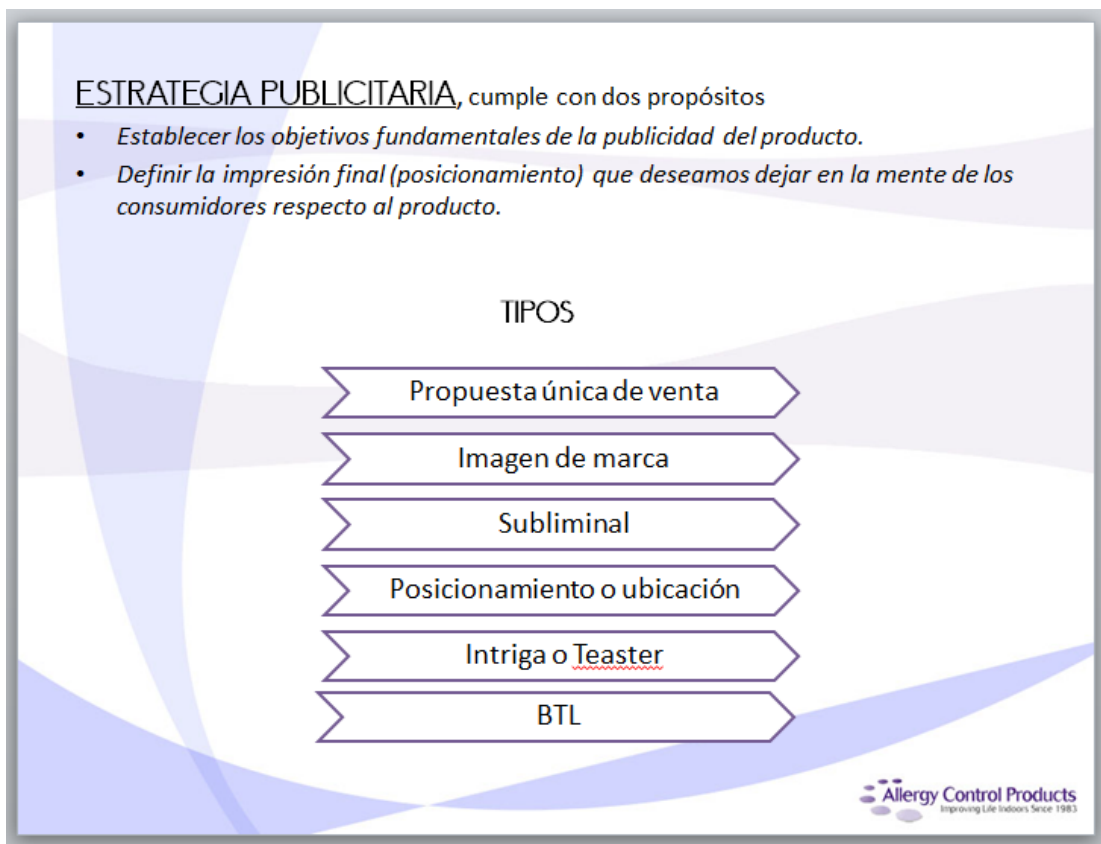 ESTRATEGIA PUBLICITARIA, cumple con dos propósitos
• Establecer los objetivos fundamentales de la publicidad del producto.
• Definir la impresión final (posicionamiento) que deseamos dejar en la mente de los
consumidores respecto al producto.
TIPOS
Propuesta única de venta
Imagen de marca
Subliminal
Posicionamiento o ubicación
Intriga o Teaster
BTL
Allergy Control Products
Improving Life Indoors Since 1983